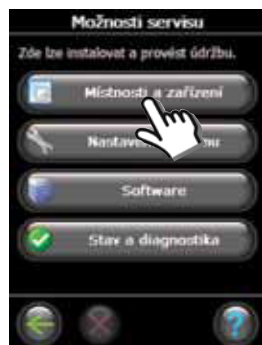 Možnosti servisu
Zde lze instalovat a provést údržbu.
Místnosti a zařízení
Software
Stav a diagnostika
?